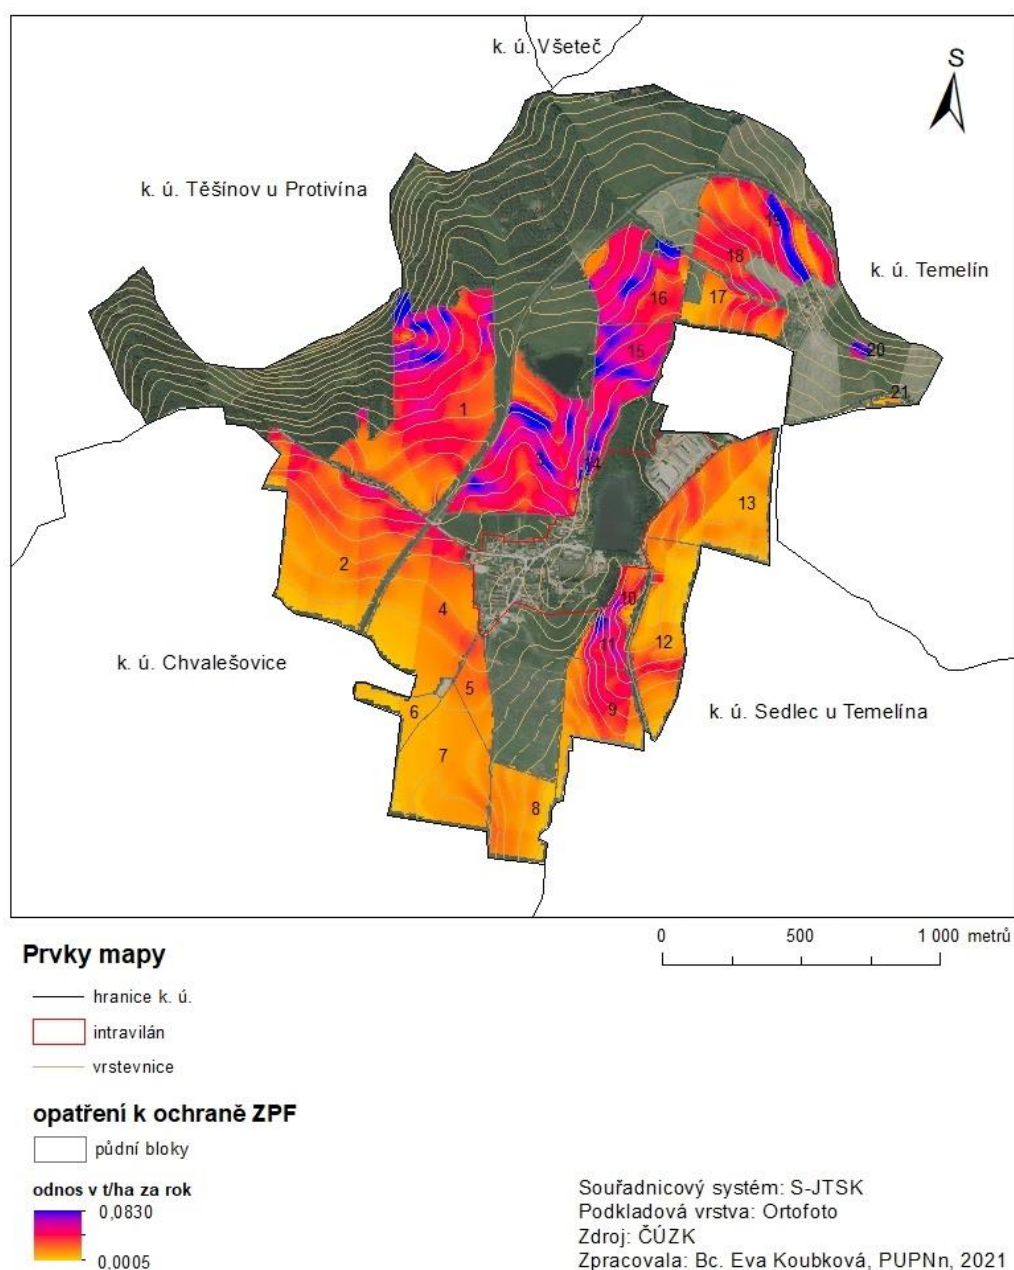 k. ú. Všeteč
S
k. ú. Těšínov u Protivína
k. ú. Temelín
18
17
16
15
20
21
1
3
14
13
2
4
10
11
12
k. ú. Chvalešovice
5
6
9
k. ú. Sedlec u Temelína
7
8
0 500 1 000 metrů
Prvky mapy
hranice k. ú.
intravilán
vrstevnice
opatření k ochraně ZPF
půdní bloky
odnos v t/ha za rok
0,0830
0,0005
Souřadnicový systém: S-JTSK
Podkladová vrstva: Ortofoto
Zdroj: ČÚZK
Zpracovala: Bc. Eva Koubková, PUPNn, 2021